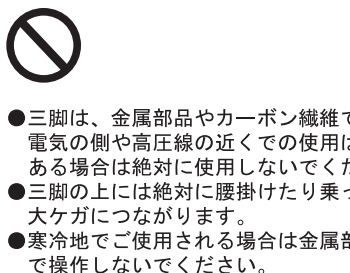 ●三脚は、金属部品やカーボン繊維で
電気の側や高圧線の近くでの使用は
ある場合は絶対に使用しないでくだ
●三脚の上には絶対に腰掛けたり乗っ
大ケガにつながります。
●寒冷地でご使用される場合は金属部
で操作しないでください。